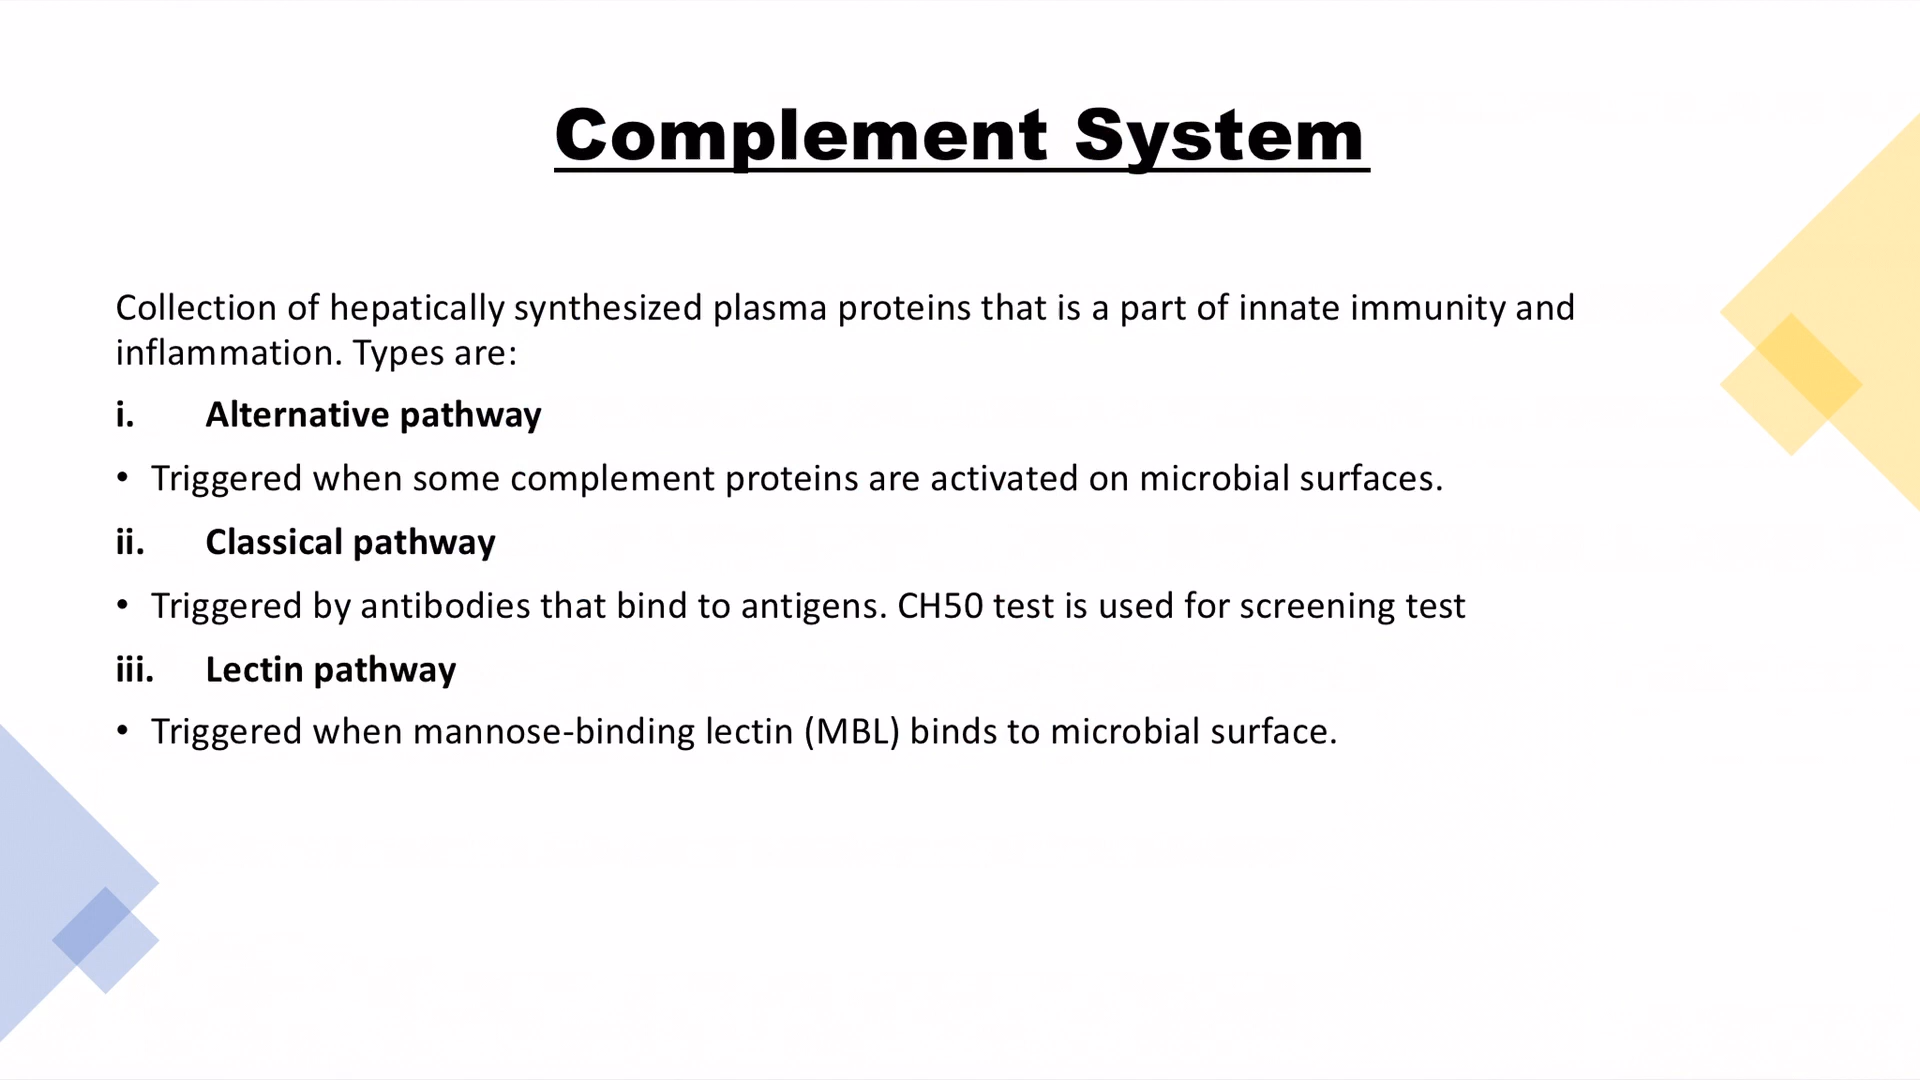 Complement System
Collection of hepatically synthesized plasma proteins that is a part of innate immunity and
inflammation. Types are:
i. Alternative pathway
• Triggered when some complement proteins are activated on microbial surfaces.
ii. Classical pathway
• Triggered by antibodies that bind to antigens. CH50 test is used for screening test
iii. Lectin pathway
• Triggered when mannose-binding lectin (MBL) binds to microbial surface.